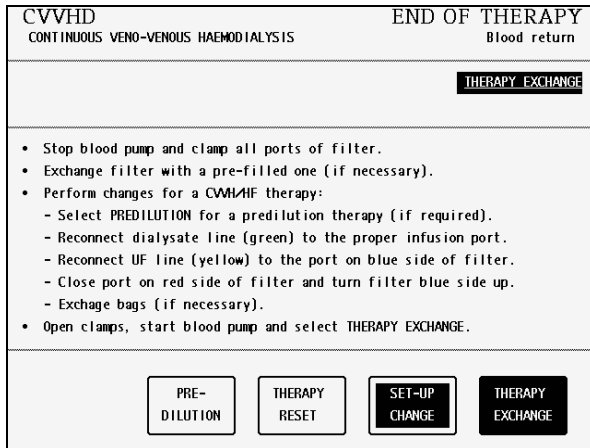 CVVHD END OF THERAPY
CONTINUOUS VENO-VENOUS HAEMODIALYSIS Blood return
THERAPY EXCHANGE
• Stop blood pump and clamp all ports of filter.
• Exchange filter with a pre-filled one (if necessary).
• Perform changes for a CVVH/HF therapy:
- Select PREDILUTION for a predilution therapy (if required).
- Reconnect dialysate line (green) to the proper infusion port.
- Reconnect UF line (yellow) to the port on blue side of filter.
- Close port on red side of filter and turn filter blue side up.
- Exchage bags (if necessary).
• Open clamps, start blood pump and select THERAPY EXCHANGE.
PRE-
DILUTION
THERAPY
RESET
SET-UP
CHANGE
THERAPY
EXCHANGE